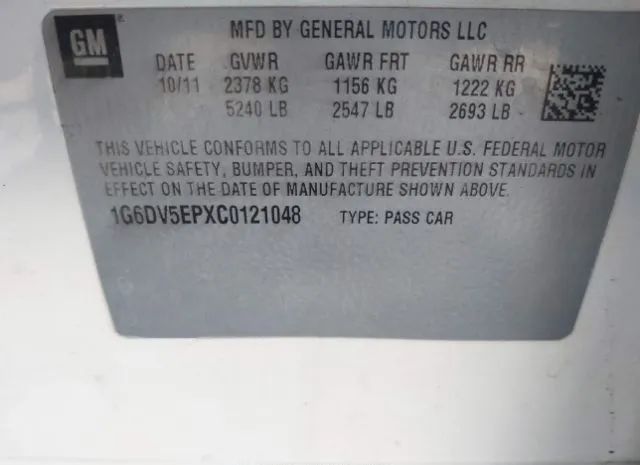 GM
MFD BY GENERAL MOTORS LLC
DATE GVWR GAWR FRT GAWR RR
10/11 2378 KG 1156 KG 1222 KG
5240 LB 2547 LB 2693 LB
THIS VEHICLE CONFORMS TO ALL APPLICABLE U.S. FEDERAL MOTOR
VEHICLE SAFETY, BUMPER, AND THEFT PREVENTION STANDARDS IN
EFFECT ON THE DATE OF MANUFACTURE SHOWN ABOVE.
1G6DV5EPXC0121048 TYPE: PASS CAR